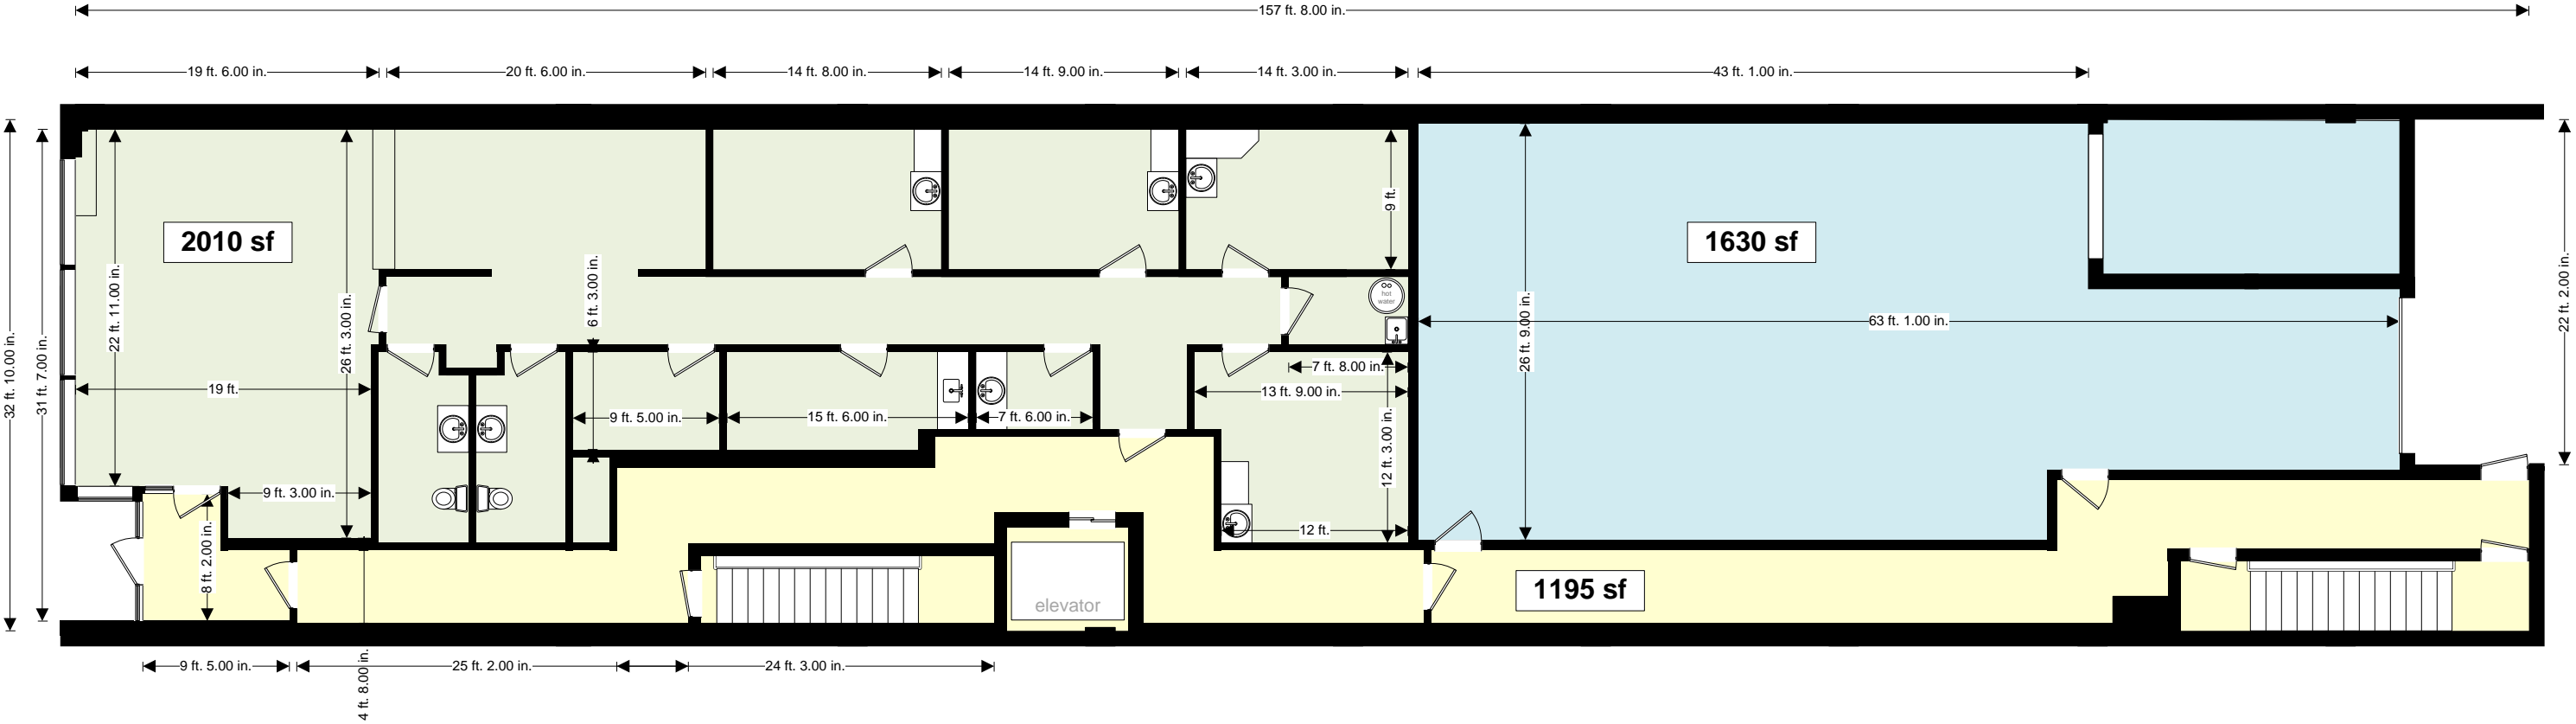 157 ft. 8.00 in.
19 ft. 6.00 in.
20 ft. 6.00 in.
14 ft. 8.00 in.
14 ft. 9.00 in.
14 ft. 3.00 in.
43 ft. 1.00 in.
32 ft. 10.00 in.
31 ft. 7.00 in.
22 ft. 11.00 in.
2010 sf
26 ft. 3.00 in.
6 ft. 3.00 in.
9 ft.
hot
water
1630 sf
26 ft. 9.00 in.
63 ft. 1.00 in.
22 ft. 2.00 in.
19 ft.
7 ft. 8.00 in.
13 ft. 9.00 in.
9 ft. 5.00 in.
15 ft. 6.00 in.
7 ft. 6.00 in.
12 ft. 3.00 in.
9 ft. 3.00 in.
12 ft.
8 ft. 2.00 in.
elevator
1195 sf
9 ft. 5.00 in.
25 ft. 2.00 in.
24 ft. 3.00 in.
4 ft. 8.00 in.